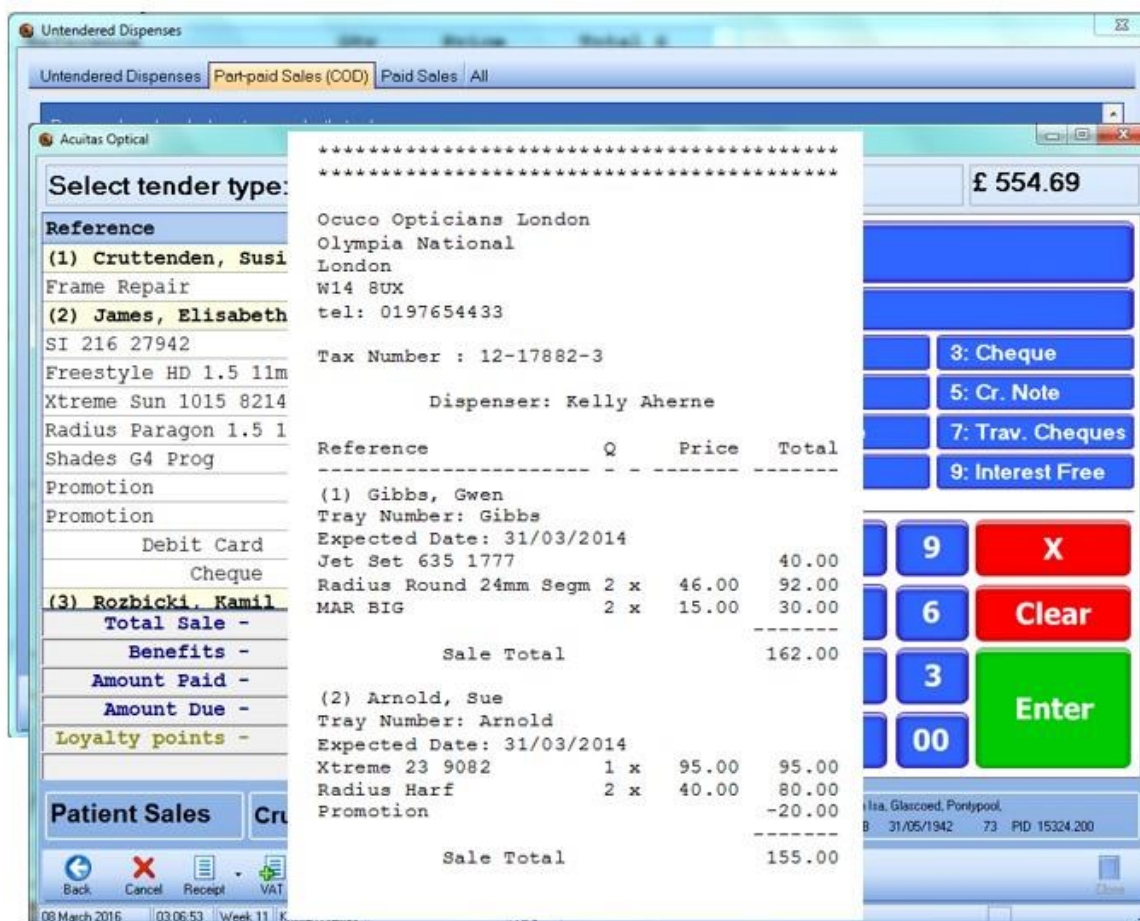 Untendered Dispenses
Untendered Dispenses Part-paid Sales (COD) Paid Sales All
Acuitas Optical
Select tender type:
£ 554.69
Reference
(1) Cruttenden, Susi
Frame Repair
(2) James, Elisabeth
SI 216 27942
Freestyle HD 1.5 11m
Xtreme Sun 1015 8214
Radius Paragon 1.5 1
Shades G4 Prog
Promotion
Promotion
Debit Card
Cheque
(3) Rozbicki, Kamil
Total Sale -
Benefits -
Amount Paid -
Amount Due -
Loyalty points -
Patient Sales
Cru
Back Cancel Receipt VAT
08 March 2016 03:06:53 Week 11
******************************************
******************************************
Ocuco Opticians London
Olympia National
London
W14 8UX
tel: 0197654433
Tax Number : 12-17882-3
Dispenser: Kelly Aherne
Reference Q Price Total
----------------------- - - ------- -------
(1) Gibbs, Gwen
Tray Number: Gibbs
Expected Date: 31/03/2014
Jet Set 635 1777 40.00
Radius Round 24mm Segm 2 x 46.00 92.00
MAR BIG 2 x 15.00 30.00
-------
Sale Total 162.00
(2) Arnold, Sue
Tray Number: Arnold
Expected Date: 31/03/2014
Xtreme 23 9082 1 x 95.00 95.00
Radius Harf 2 x 40.00 80.00
Promotion -20.00
-------
Sale Total 155.00
3: Cheque
5: Cr. Note
7: Trav. Cheques
9: Interest Free
9 X
6 Clear
3
Enter
00
Isa, Glascoed, Pontypool,
31/05/1942 73 PID 15324.200
Close